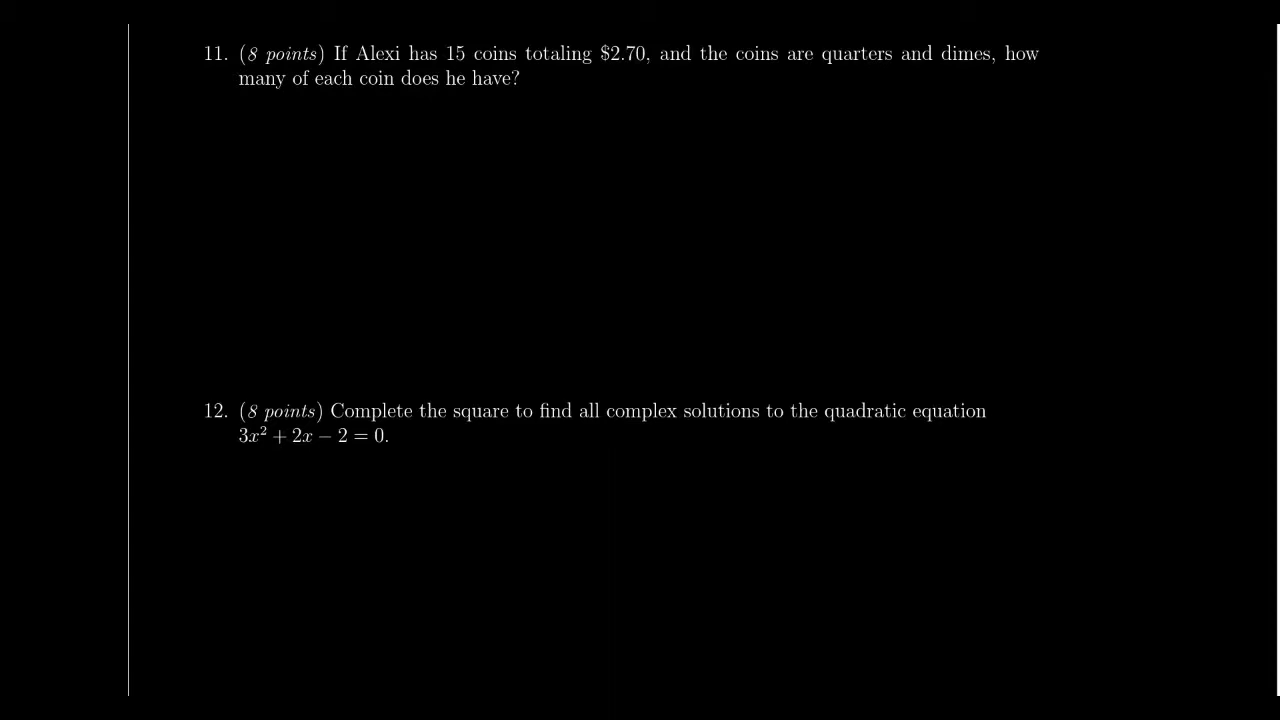 11. (8 points) If Alexi has 15 coins totaling $2.70, and the coins are quarters and dimes, how
many of each coin does he have?
12. (8 points) Complete the square to find all complex solutions to the quadratic equation
3x² + 2x − 2 = 0.